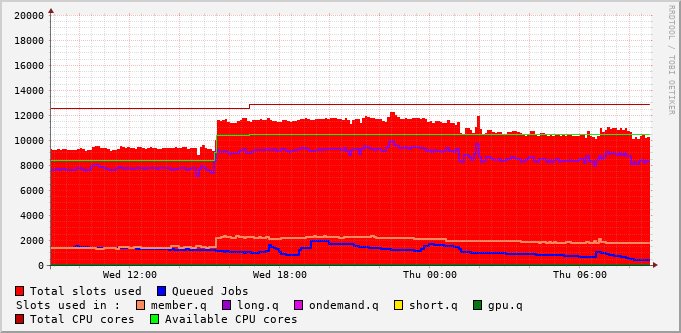 20000
18000
16000
14000
12000
10000
8000
6000
4000
2000
0
Wed 12:00 Wed 18:00 Thu 00:00 Thu 06:00
RRDTOOL / TOBI OETIKER
Total slots used Queued Jobs
Slots used in : member.q long.q ondemand.q short.q gpu.q
Total CPU cores Available CPU cores